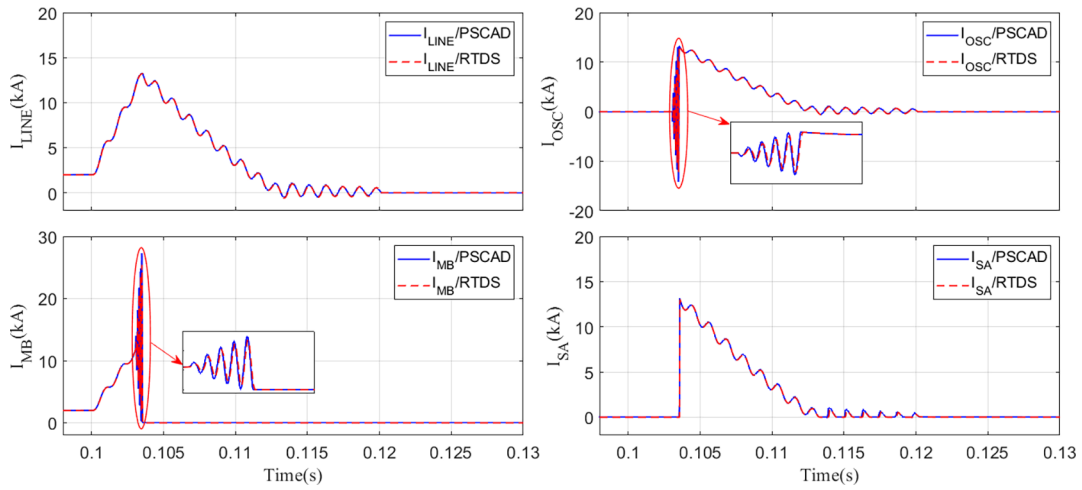 20
15
10
5
0
I_LINE(kA)
I_LINE/PSCAD
I_LINE/RTDS
20
10
0
-10
-20
I_OSC(kA)
I_OSC/PSCAD
I_OSC/RTDS
30
20
10
0
I_MB(kA)
I_MB/PSCAD
I_MB/RTDS
0.1 0.105 0.11 0.115 0.12 0.125 0.13
Time(s)
20
15
10
5
0
I_SA(kA)
I_SA/PSCAD
I_SA/RTDS
0.1 0.105 0.11 0.115 0.12 0.125 0.13
Time(s)